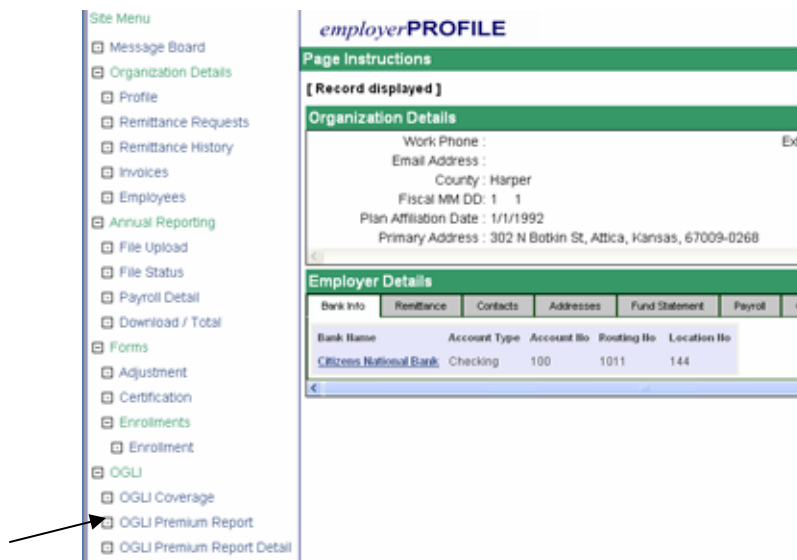 Site Menu
Message Board
Organization Details
Profile
Remittance Requests
Remittance History
Invoices
Employees
Annual Reporting
File Upload
File Status
Payroll Detail
Download / Total
Forms
Adjustment
Certification
Enrollments
Enrollment
OGLI
OGLI Coverage
OGLI Premium Report
OGLI Premium Report Detail
employerPROFILE
Page Instructions
[ Record displayed ]
Organization Details
Work Phone : Ext
Email Address :
County : Harper
Fiscal MM DD: 1 1
Plan Affiliation Date : 1/1/1992
Primary Address : 302 N Botkin St, Attica, Kansas, 67009-0268
Employer Details
Bank Info Remittance Contacts Addresses Fund Statement Payroll
Bank Name Account Type Account No Routing No Location No
Citizens National Bank Checking 100 1011 144